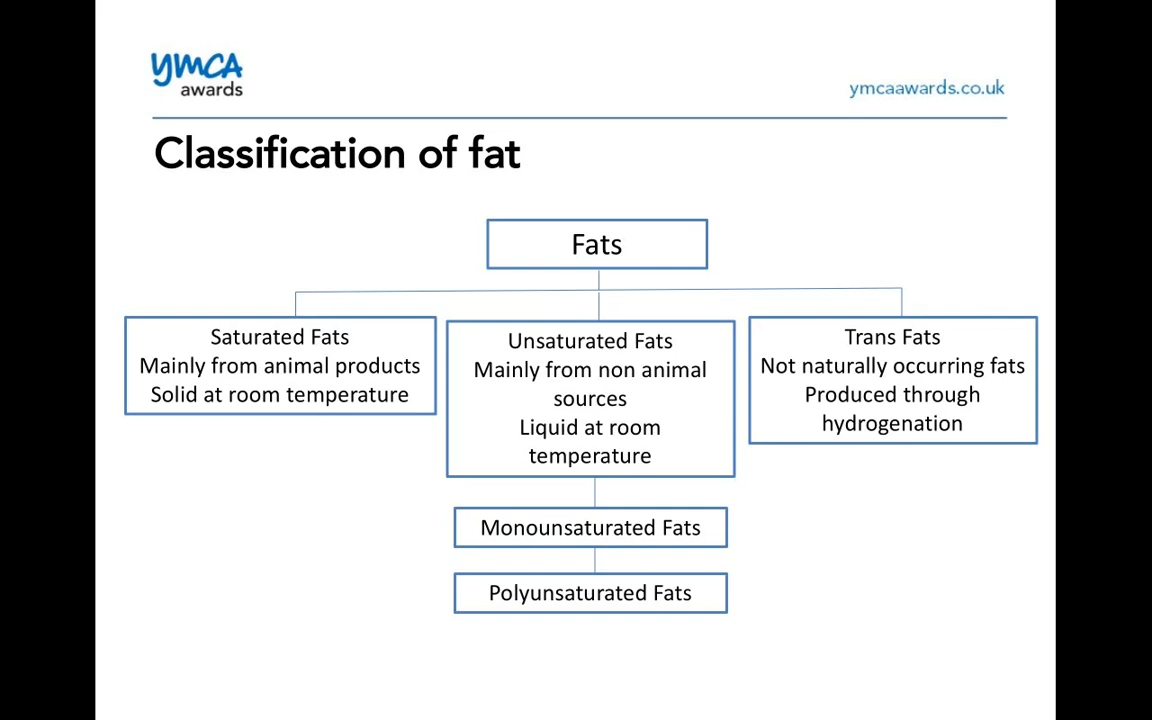 ymca
awards
ymcaawards.co.uk
Classification of fat
Fats
Saturated Fats
Mainly from animal products
Solid at room temperature
Unsaturated Fats
Mainly from non animal
sources
Liquid at room
temperature
Trans Fats
Not naturally occurring fats
Produced through
hydrogenation
Monounsaturated Fats
Polyunsaturated Fats